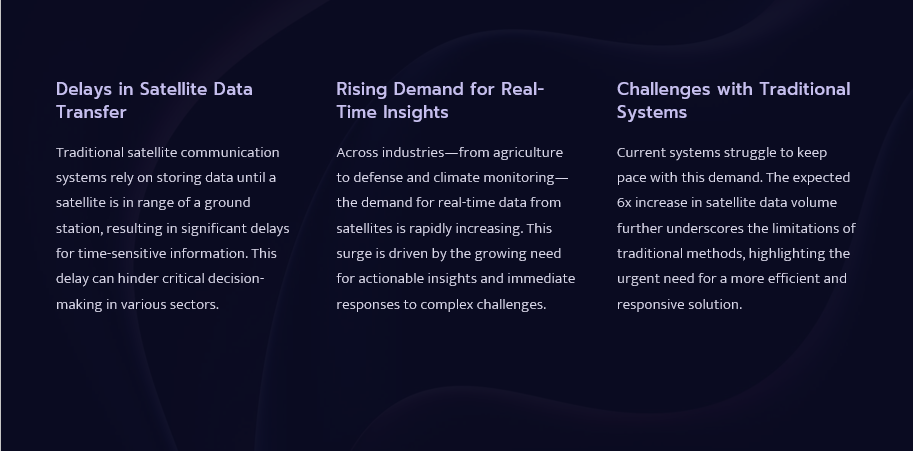 Delays in Satellite Data
Transfer
Traditional satellite communication
systems rely on storing data until a
satellite is in range of a ground
station, resulting in significant delays
for time-sensitive information. This
delay can hinder critical decision-
making in various sectors.
Rising Demand for Real-
Time Insights
Across industries—from agriculture
to defense and climate monitoring—
the demand for real-time data from
satellites is rapidly increasing. This
surge is driven by the growing need
for actionable insights and immediate
responses to complex challenges.
Challenges with Traditional
Systems
Current systems struggle to keep
pace with this demand. The expected
6x increase in satellite data volume
further underscores the limitations of
traditional methods, highlighting the
urgent need for a more efficient and
responsive solution.